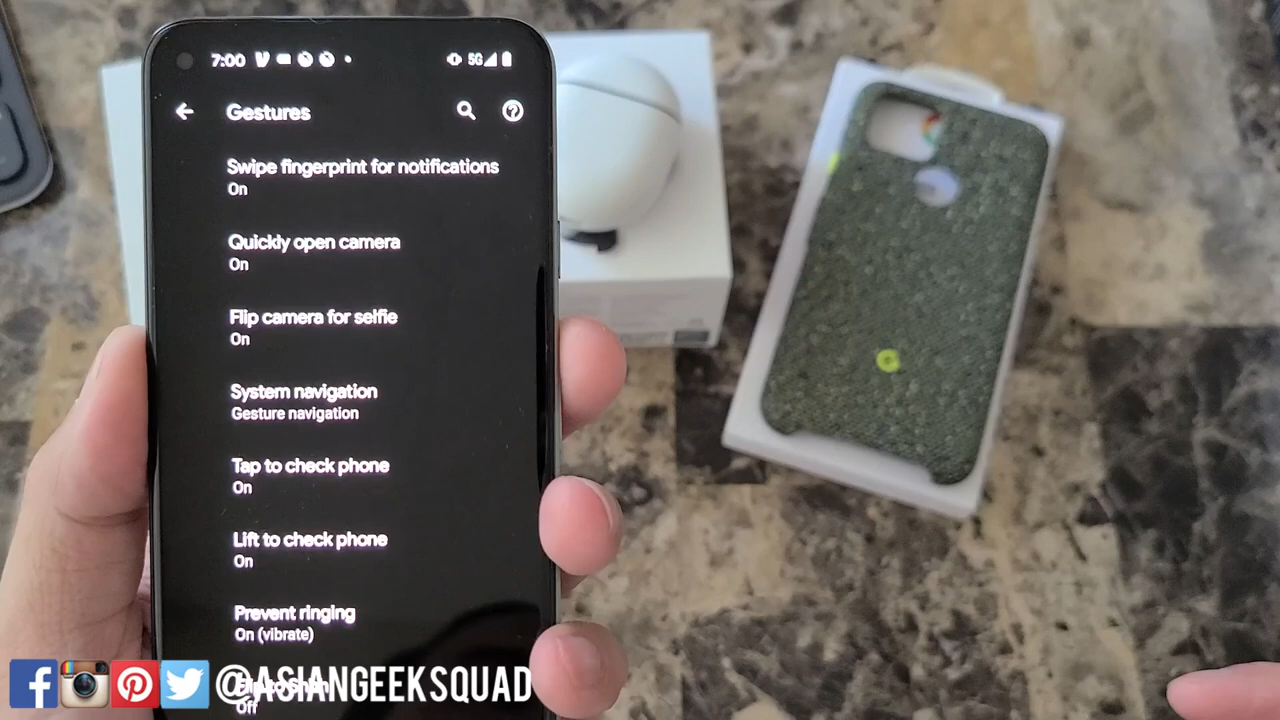 7:00
5G
Gestures
Swipe fingerprint for notifications
On
Quickly open camera
On
Flip camera for selfie
On
System navigation
Gesture navigation
Tap to check phone
On
Lift to check phone
On
Prevent ringing
On (vibrate)
Off
@ASIANGEEKSQUAD